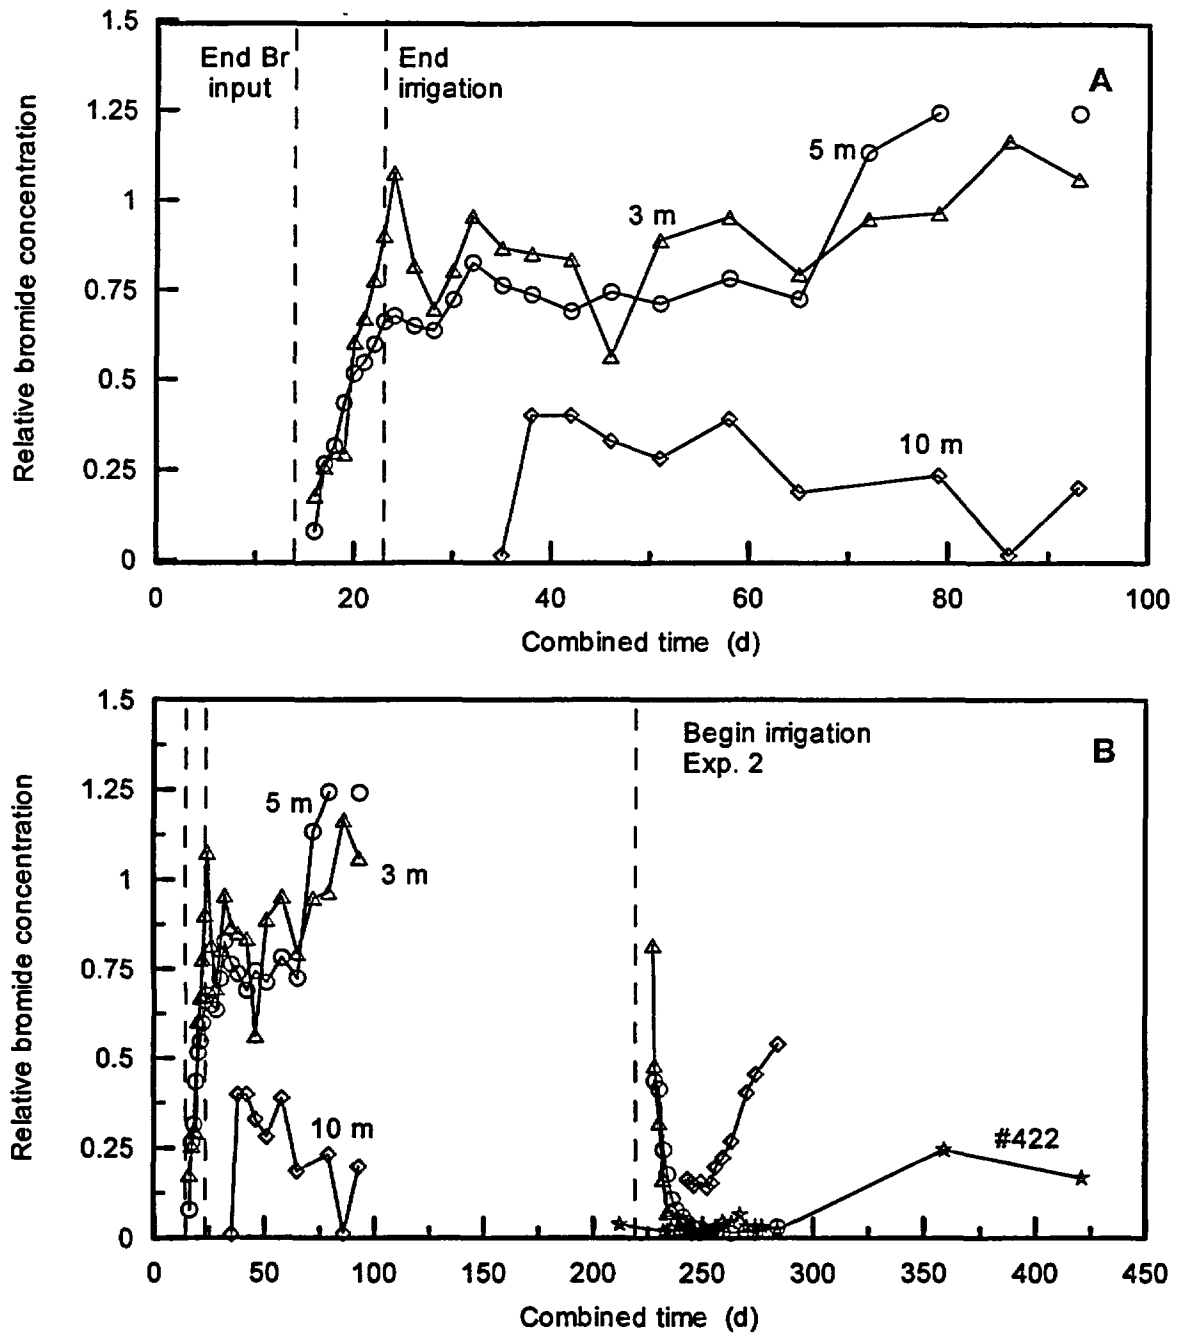 1.5
End Br
input
End
irrigation
A
1.25
5 m
1
3 m
0.75
0.5
10 m
0.25
0
Relative bromide concentration
0 20 40 60 80 100
Combined time (d)
1.5
Begin irrigation
Exp. 2
B
1.25
5 m
1
3 m
0.75
0.5
10 m
0.25
#422
0
Relative bromide concentration
0 50 100 150 200 250 300 350 400 450
Combined time (d)